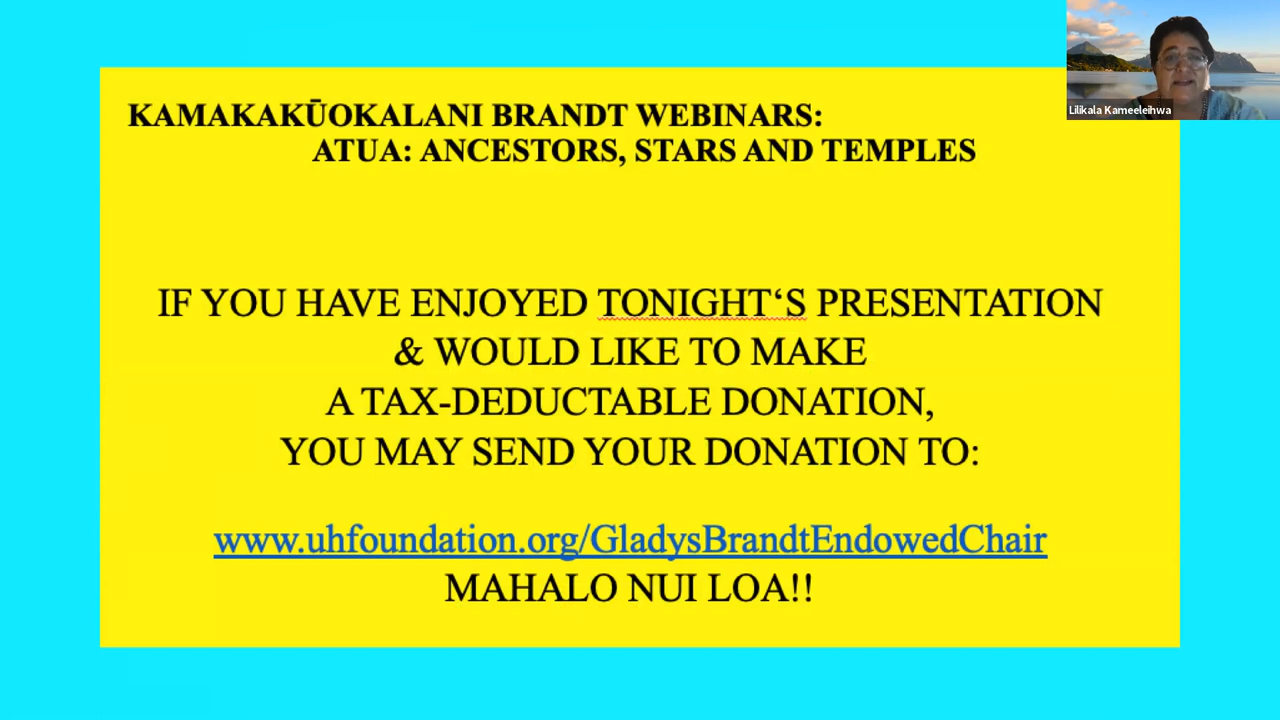 KAMAKAKŪOKALANI BRANDT WEBINARS:
ATUA: ANCESTORS, STARS AND TEMPLES
Lilikala Kameeleihwa
IF YOU HAVE ENJOYED TONIGHT‘S PRESENTATION
& WOULD LIKE TO MAKE
A TAX-DEDUCTABLE DONATION,
YOU MAY SEND YOUR DONATION TO:
www.uhfoundation.org/GladysBrandtEndowedChair
MAHALO NUI LOA!!